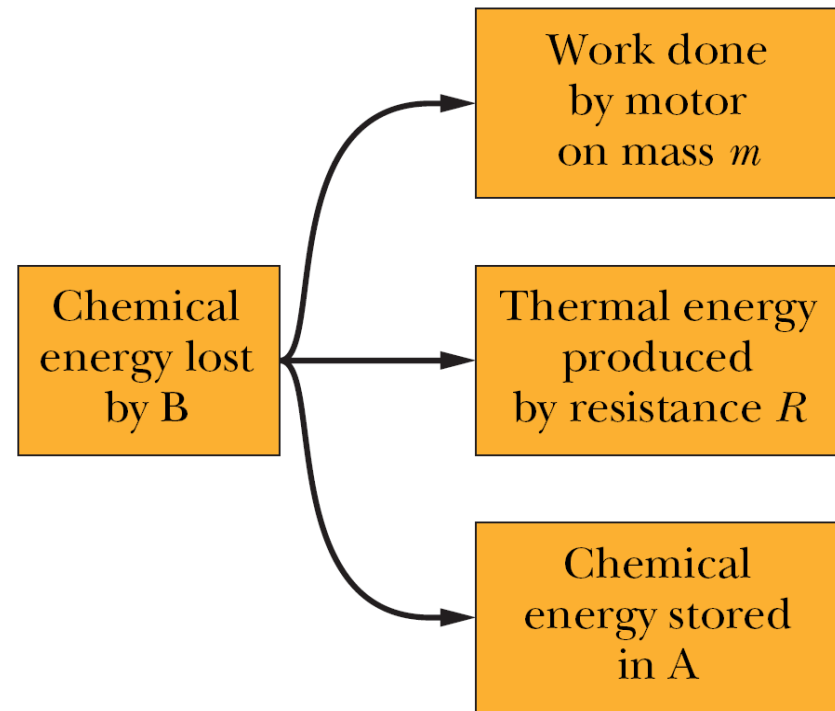 Work done
by motor
on mass m
Chemical
energy lost
by B
Thermal energy
produced
by resistance R
Chemical
energy stored
in A